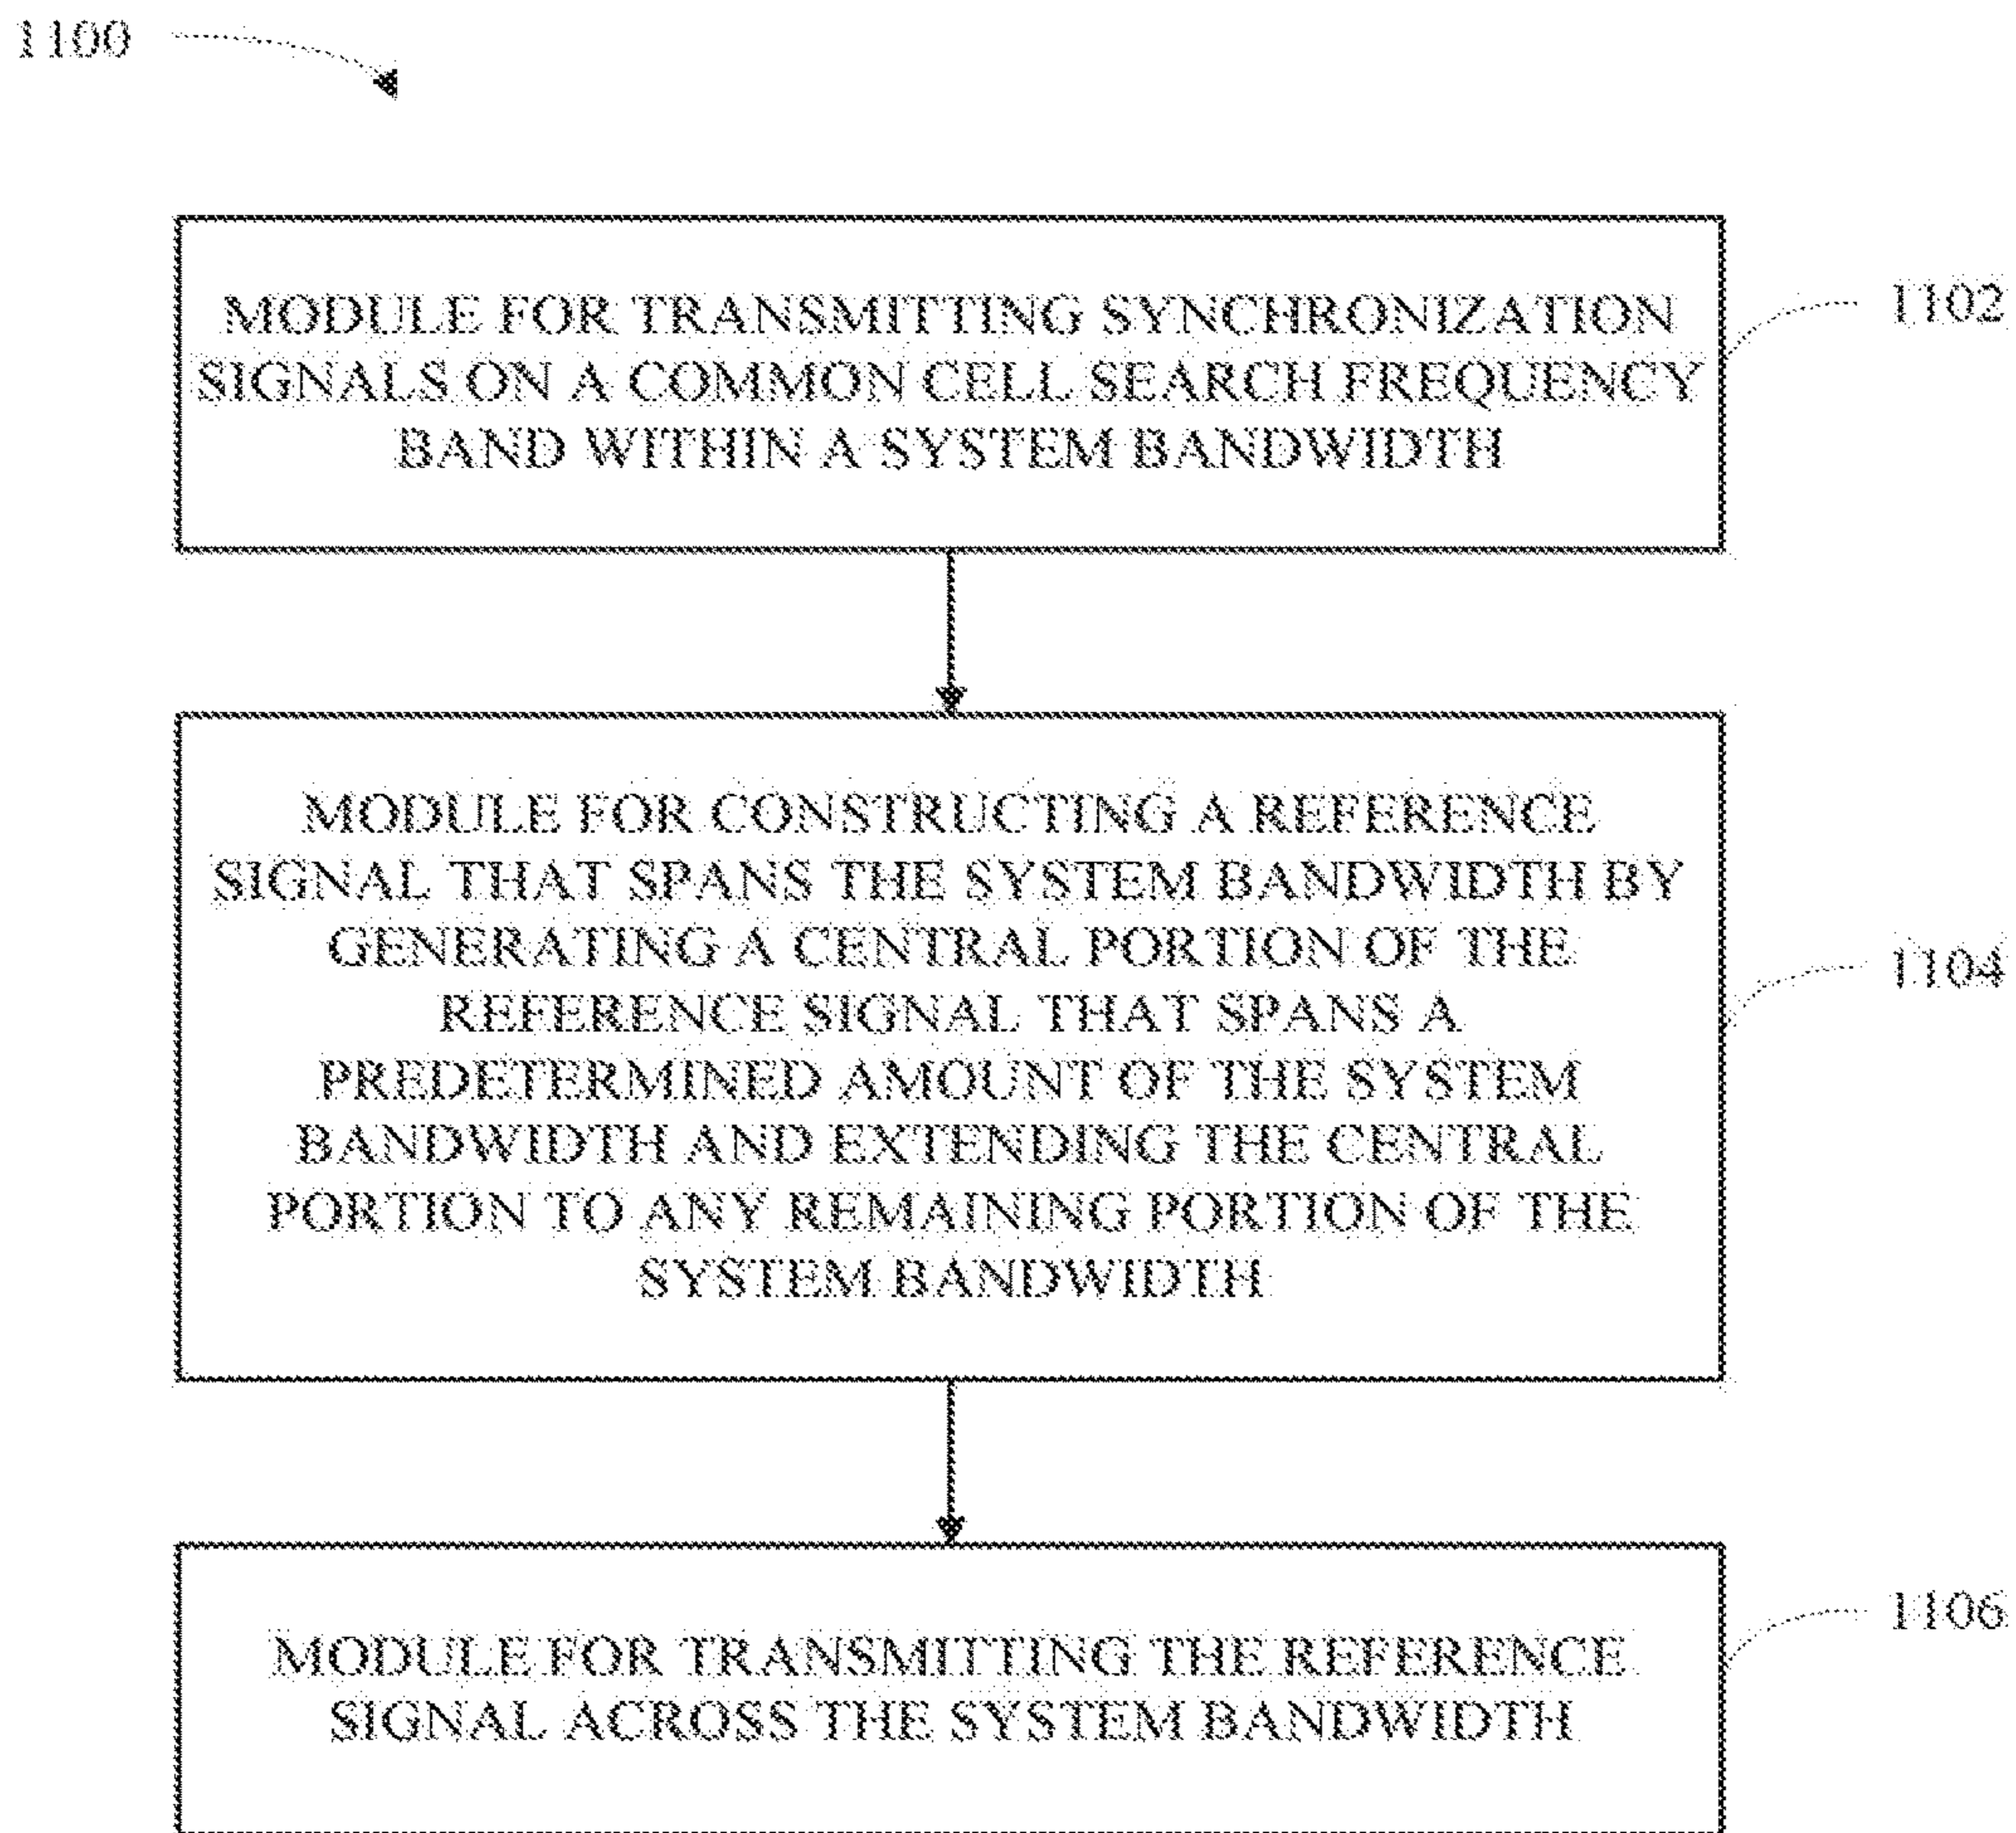 1100
MODULE FOR TRANSMITTING SYNCHRONIZATION
SIGNALS ON A COMMON CELL SEARCH FREQUENCY
BAND WITHIN A SYSTEM BANDWIDTH
1102
MODULE FOR CONSTRUCTING A REFERENCE
SIGNAL THAT SPANS THE SYSTEM BANDWIDTH BY
GENERATING A CENTRAL PORTION OF THE
REFERENCE SIGNAL THAT SPANS A
PREDETERMINED AMOUNT OF THE SYSTEM
BANDWIDTH AND EXTENDING THE CENTRAL
PORTION TO ANY REMAINING PORTION OF THE
SYSTEM BANDWIDTH
1104
MODULE FOR TRANSMITTING THE REFERENCE
SIGNAL ACROSS THE SYSTEM BANDWIDTH
1106